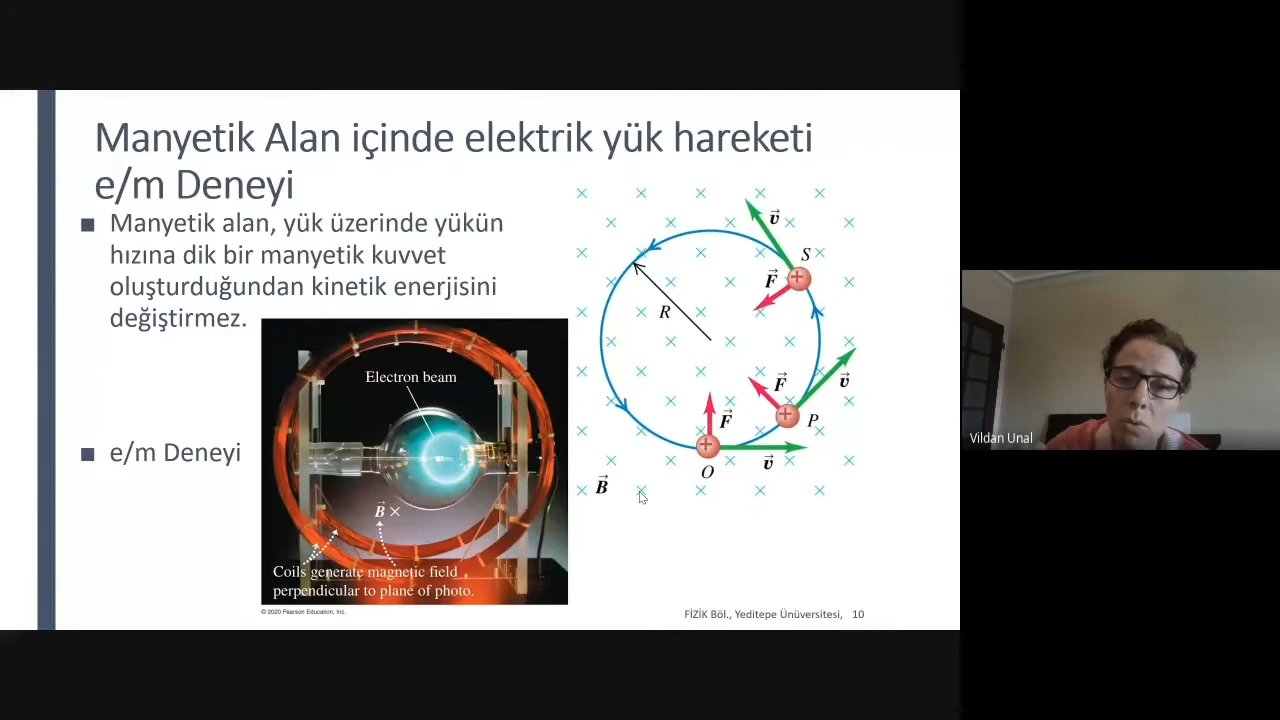 Manyetik Alan içinde elektrik yük hareketi
e/m Deneyi
■ Manyetik alan, yük üzerinde yükün
hızına dik bir manyetik kuvvet
oluşturduğundan kinetik enerjisini
değiştirmez.
■ e/m Deneyi
Electron beam
B⃗ ×
Coils generate magnetic field
perpendicular to plane of photo.
© 2020 Pearson Education, Inc.
v⃗
S
F⃗
R
F⃗
v⃗
P
F⃗
v⃗
O
B⃗
FİZİK Böl., Yeditepe Ünüversitesi, 10
Vildan Unal